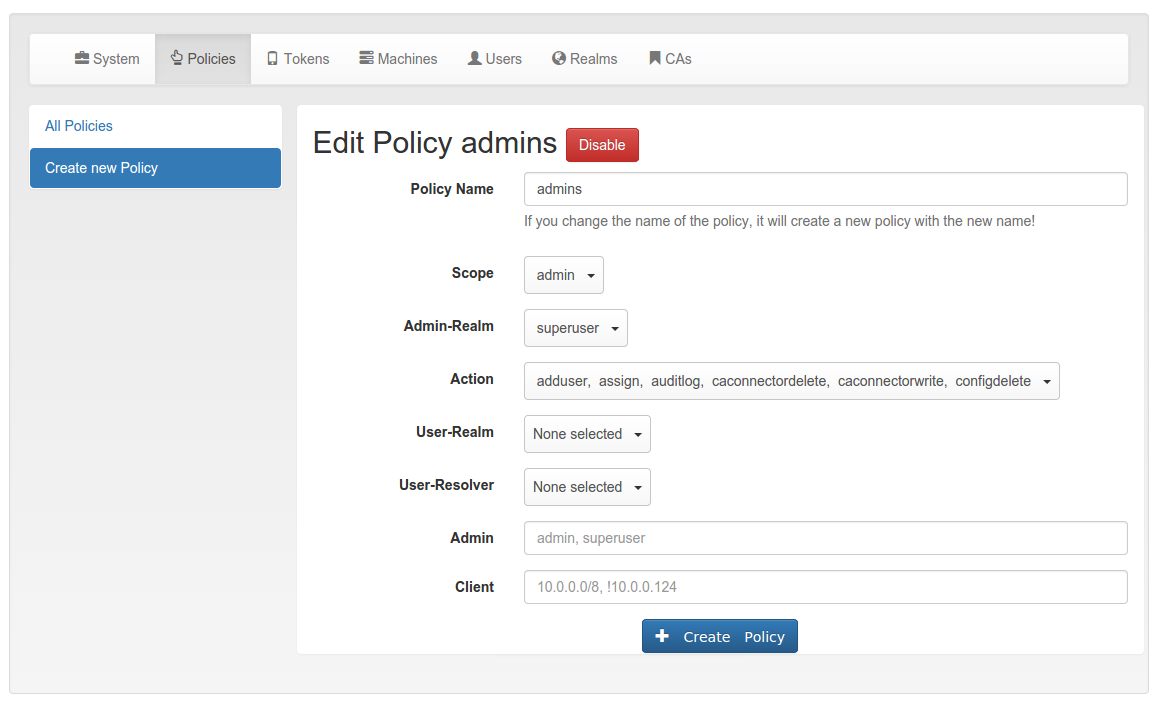 System Policies Tokens Machines Users Realms CAs
All Policies
Create new Policy
Edit Policy admins Disable
Policy Name admins
If you change the name of the policy, it will create a new policy with the new name!
Scope admin
Admin-Realm superuser
Action adduser, assign, auditlog, caconnectordelete, caconnectorwrite, configdelete
User-Realm None selected
User-Resolver None selected
Admin admin, superuser
Client 10.0.0.0/8, !10.0.0.124
Create Policy